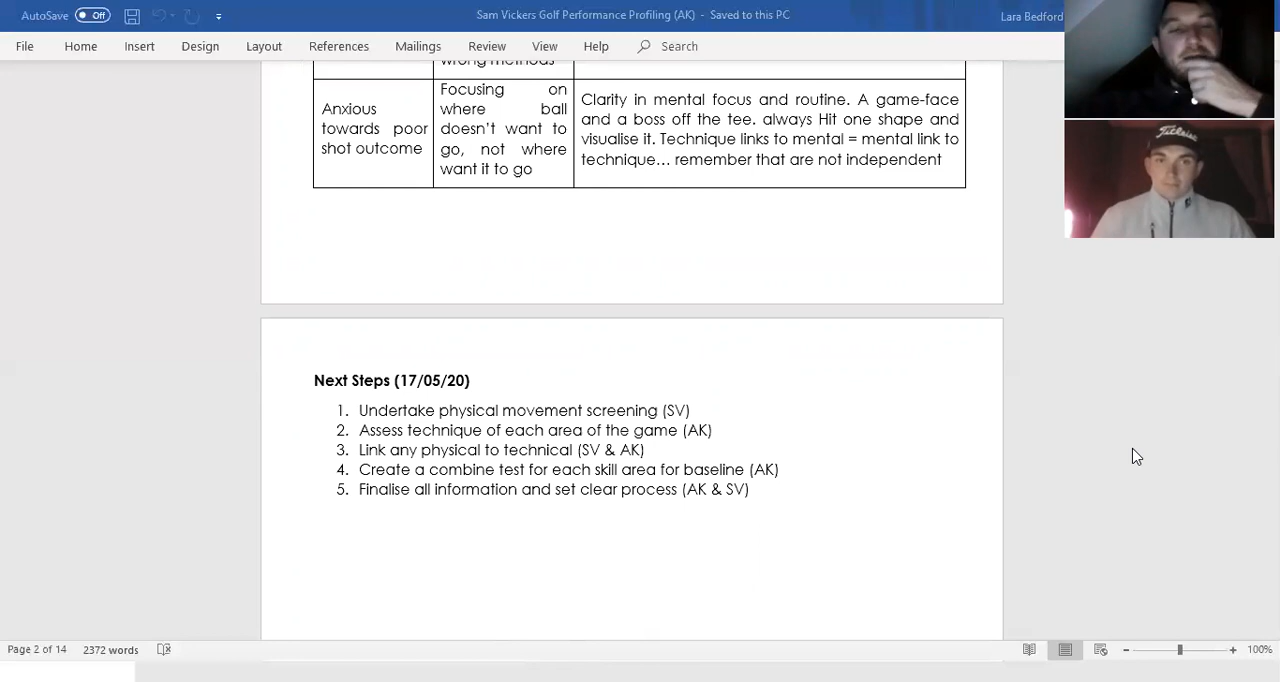 AutoSave Off
Sam Vickers Golf Performance Profiling (AK) - Saved to this PC
Lara Bedford
File Home Insert Design Layout References Mailings Review View Help Search
wrong methods
Anxious
towards poor
shot outcome
Focusing on
where ball
doesn't want to
go, not where
want it to go
Clarity in mental focus and routine. A game-face
and a boss off the tee. always Hit one shape and
visualise it. Technique links to mental = mental link to
technique... remember that are not independent
Titleist
Next Steps (17/05/20)
1. Undertake physical movement screening (SV)
2. Assess technique of each area of the game (AK)
3. Link any physical to technical (SV & AK)
4. Create a combine test for each skill area for baseline (AK)
5. Finalise all information and set clear process (AK & SV)
Page 2 of 14 2372 words
100%